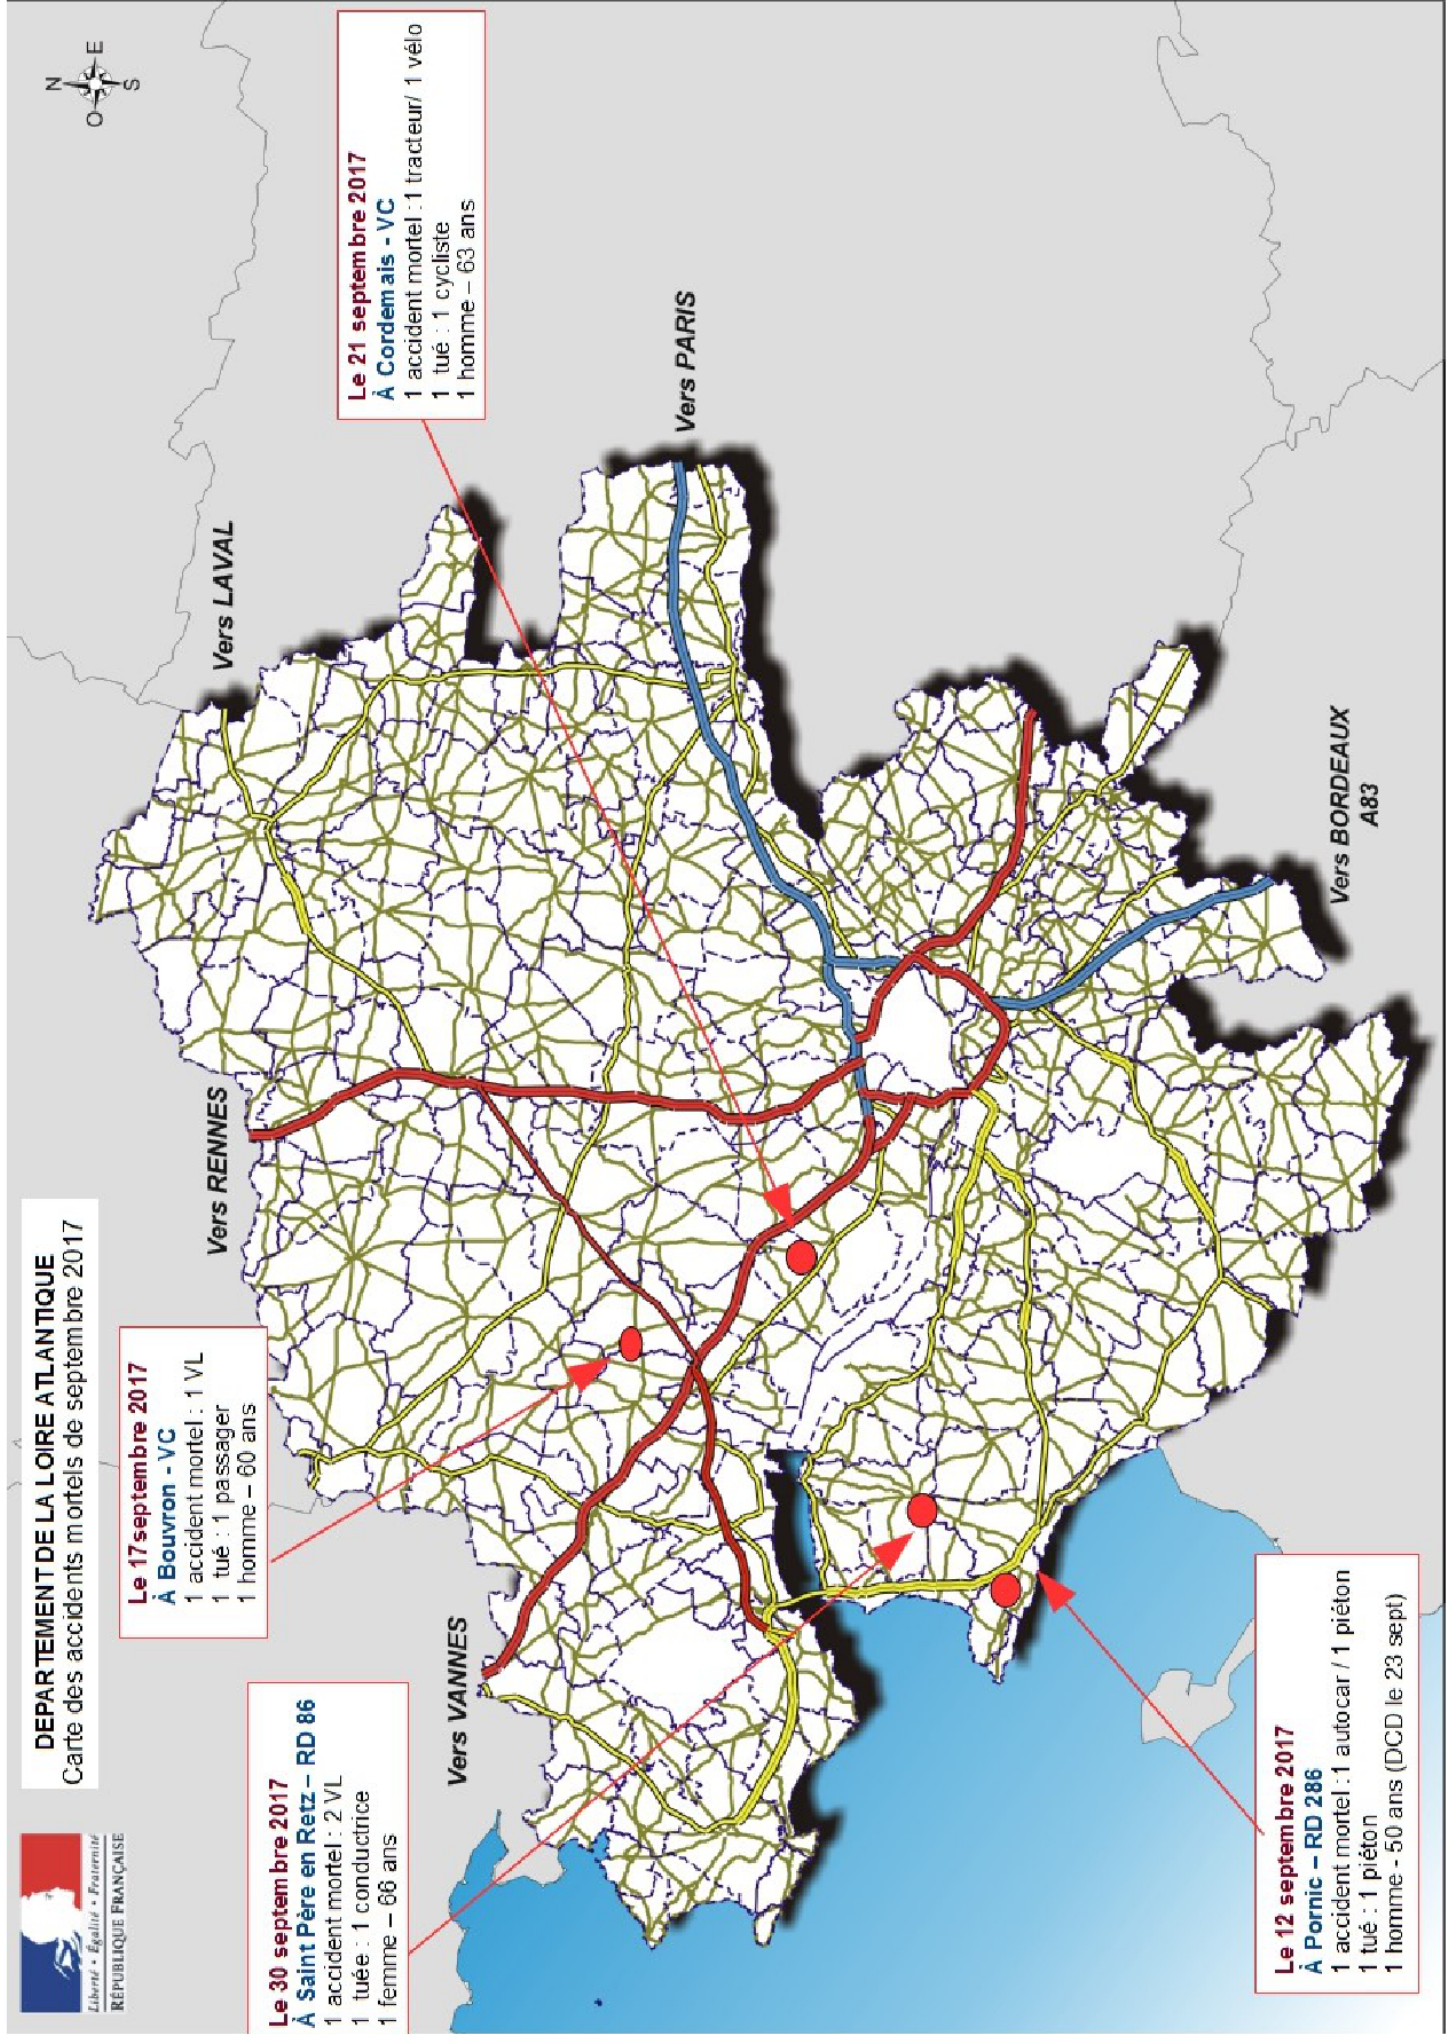 Liberté • Égalité • Fraternité
RÉPUBLIQUE FRANÇAISE
DEPARTEMENT DE LA LOIRE ATLANTIQUE
Carte des accidents mortels de septembre 2017
N
O
E
S
Le 17septembre 2017
À Bouvron - VC
1 accident mortel : 1 VL
1 tué : 1 passager
1 homme – 60 ans
Le 30 septembre 2017
À Saint Père en Retz – RD 86
1 accident mortel : 2 VL
1 tuée : 1 conductrice
1 femme – 66 ans
Le 21 septembre 2017
À Cordemais - VC
1 accident mortel : 1 tracteur/ 1 vélo
1 tué : 1 cycliste
1 homme – 63 ans
Vers VANNES
Vers RENNES
Vers LAVAL
Vers PARIS
Vers BORDEAUX
A83
Le 12 septembre 2017
À Pornic – RD 286
1 accident mortel : 1 autocar / 1 piéton
1 tué : 1 piéton
1 homme - 50 ans (DCD le 23 sept)